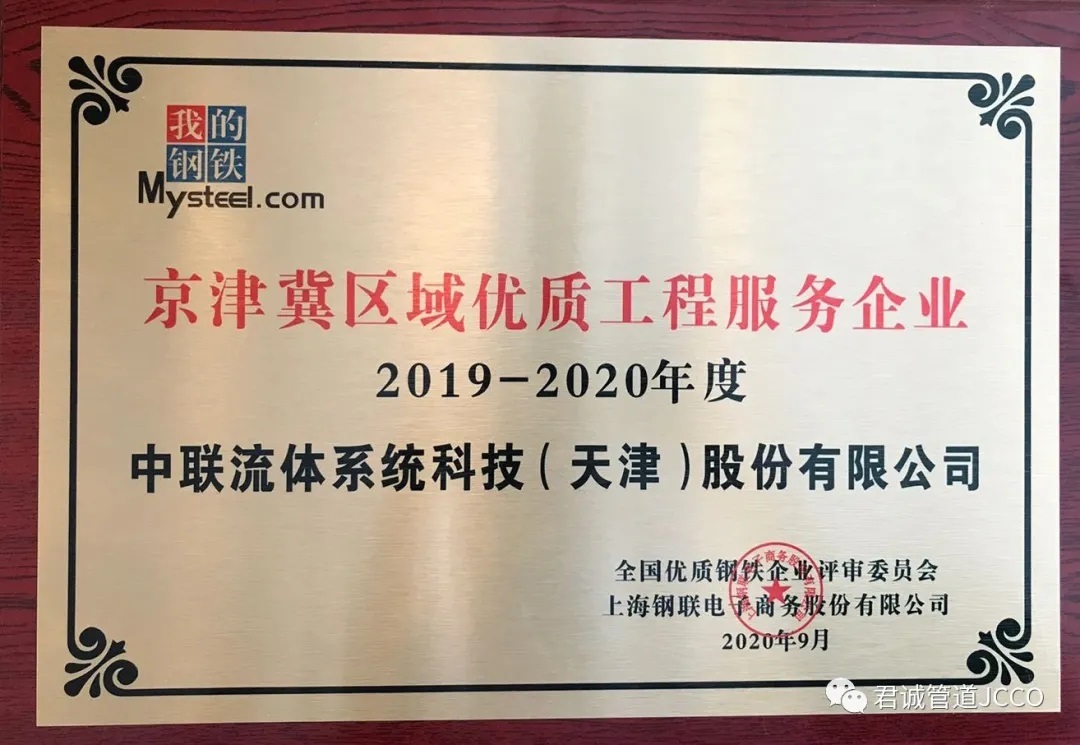 我的
钢铁
Mysteel.com
京津冀区域优质工程服务企业
2019-2020年度
中联流体系统科技（天津）股份有限公司
全国优质钢铁企业评审委员会
上海钢联电子商务股份有限公司
2020年9月
君诚管道JCCO